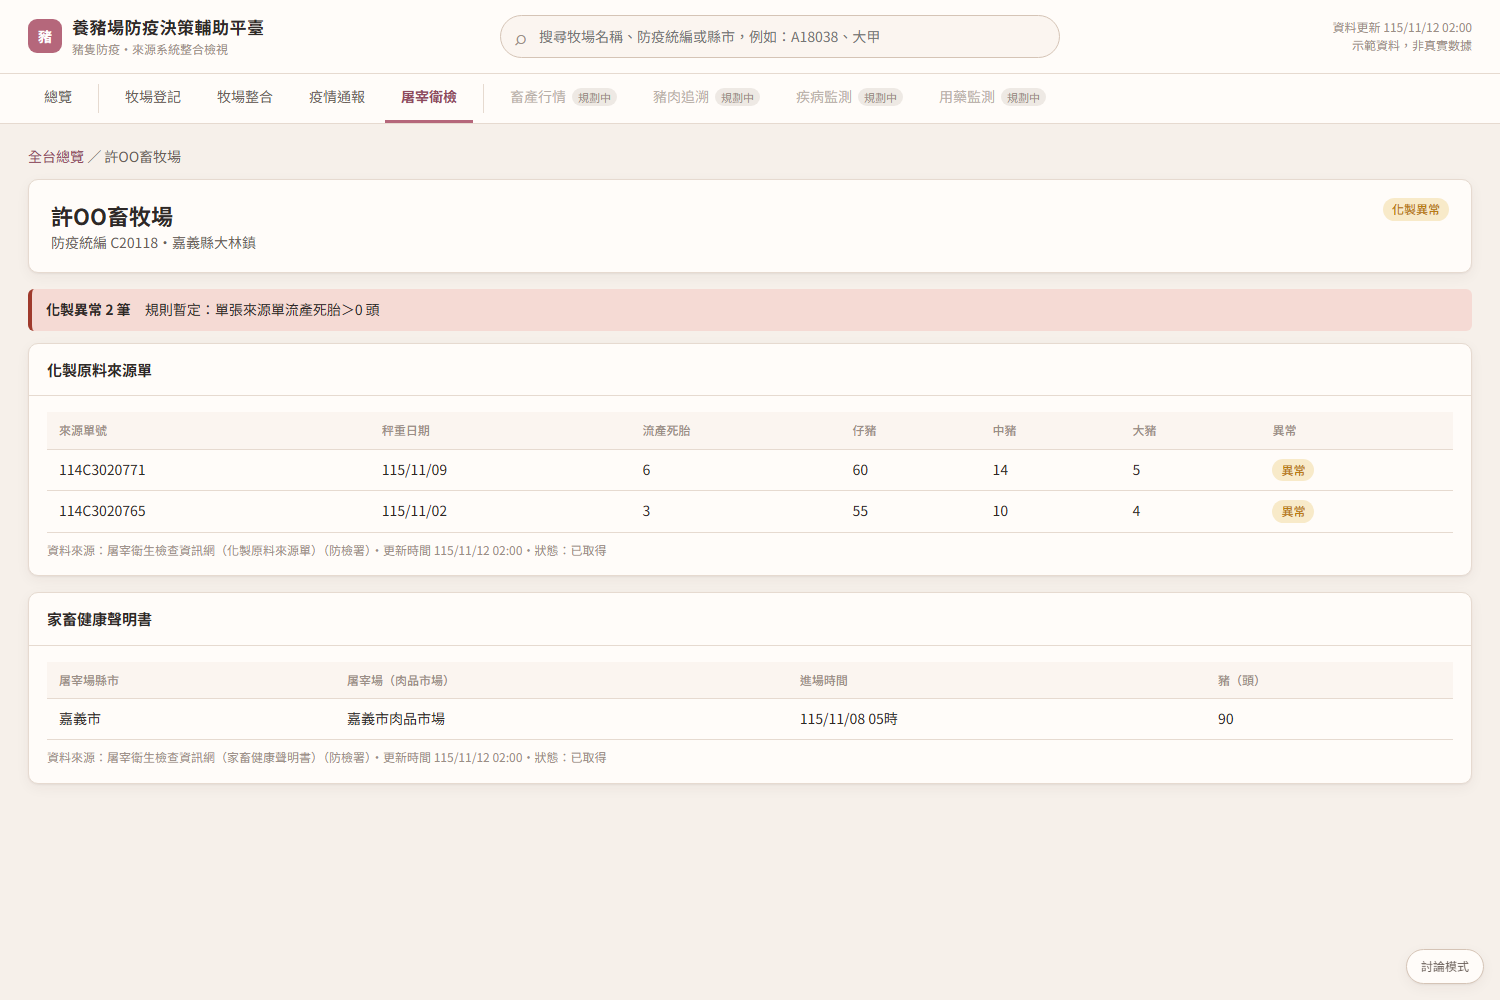 豬
養豬場防疫決策輔助平臺
豬隻防疫・來源系統整合檢視
搜尋牧場名稱、防疫統編或縣市，例如：A18038、大甲
資料更新 115/11/12 02:00
示範資料，非真實數據
總覽 牧場登記 牧場整合 疫情通報 屠宰衛檢 畜產行情 規劃中 豬肉追溯 規劃中 疾病監測 規劃中 用藥監測 規劃中
全台總覽 ／ 許OO畜牧場
許OO畜牧場
化製異常
防疫統編 C20118・嘉義縣大林鎮
化製異常 2 筆 規則暫定：單張來源單流產死胎＞0 頭
化製原料來源單
來源單號 秤重日期 流產死胎 仔豬 中豬 大豬 異常
114C3020771 115/11/09 6 60 14 5 異常
114C3020765 115/11/02 3 55 10 4 異常
資料來源：屠宰衛生檢查資訊網（化製原料來源單）（防檢署）・更新時間 115/11/12 02:00・狀態：已取得
家畜健康聲明書
屠宰場縣市 屠宰場（肉品市場） 進場時間 豬（頭）
嘉義市 嘉義市肉品市場 115/11/08 05時 90
資料來源：屠宰衛生檢查資訊網（家畜健康聲明書）（防檢署）・更新時間 115/11/12 02:00・狀態：已取得
討論模式